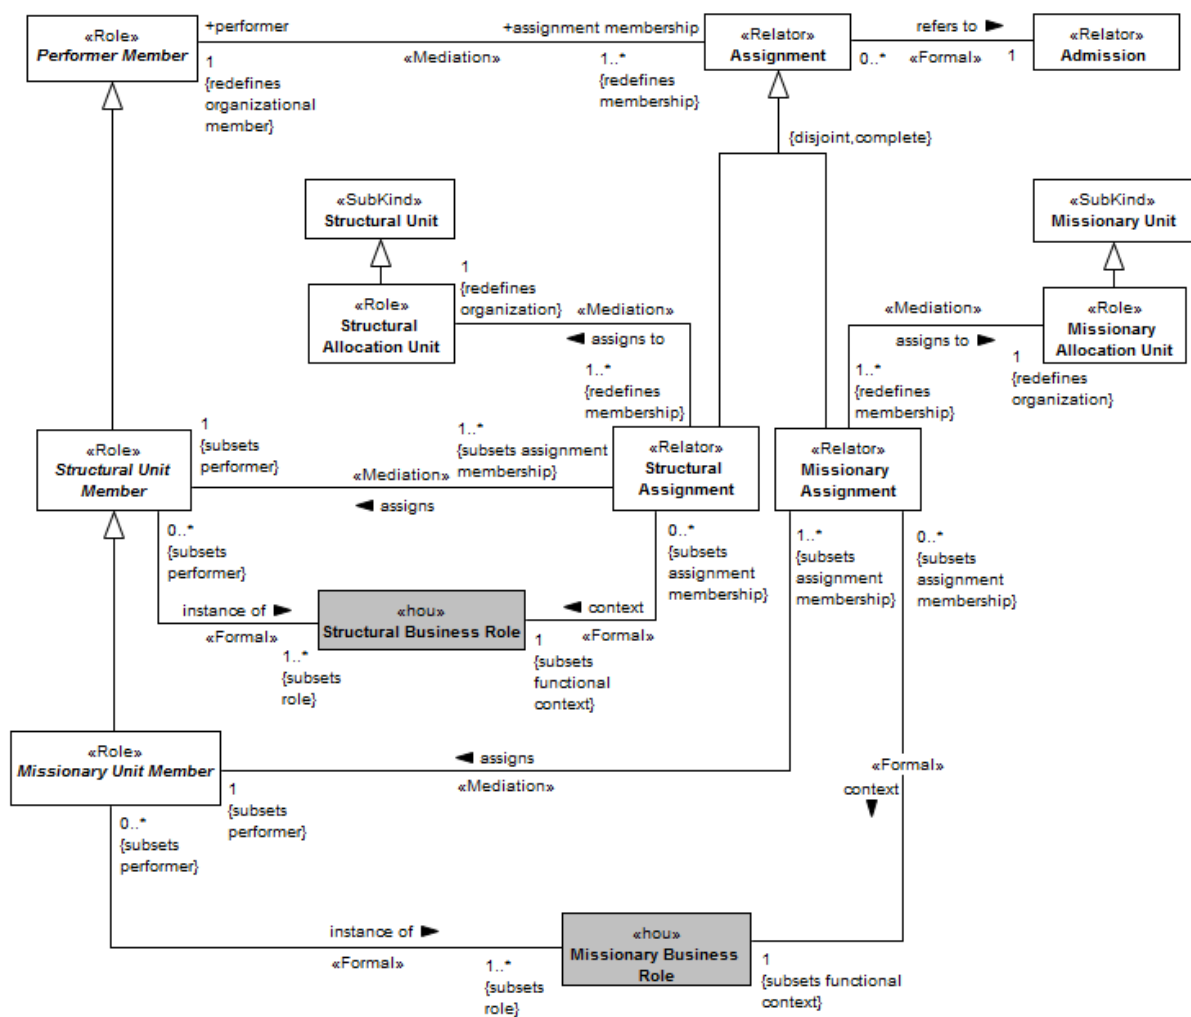 «Role»
Performer Member
+performer
+assignment membership
«Mediation»
1
{redefines
organizational
member}
1..*
{redefines
membership}
«Relator»
Assignment
refers to
0..*
«Formal»
1
«Relator»
Admission
{disjoint,complete}
«SubKind»
Structural Unit
«SubKind»
Missionary Unit
«Role»
Structural
Allocation Unit
1
{redefines
organization}
«Mediation»
assigns to
1..*
{redefines
membership}
«Mediation»
assigns to
1..*
{redefines
membership}
«Role»
Missionary
Allocation Unit
1
{redefines
organization}
«Role»
Structural Unit
Member
1
{subsets
performer}
«Mediation»
assigns
1..*
{subsets assignment
membership}
«Relator»
Structural
Assignment
«Relator»
Missionary
Assignment
0..*
{subsets
performer}
instance of
«Formal»
1..*
{subsets
role}
«hou»
Structural Business Role
context
«Formal»
0..*
{subsets
assignment
membership}
1
{subsets
functional
context}
1..*
{subsets
assignment
membership}
0..*
{subsets
assignment
membership}
«Role»
Missionary Unit Member
1
{subsets
performer}
assigns
«Mediation»
«Formal»
context
0..*
{subsets
performer}
instance of
«Formal»
1..*
{subsets
role}
«hou»
Missionary Business
Role
1
{subsets functional
context}